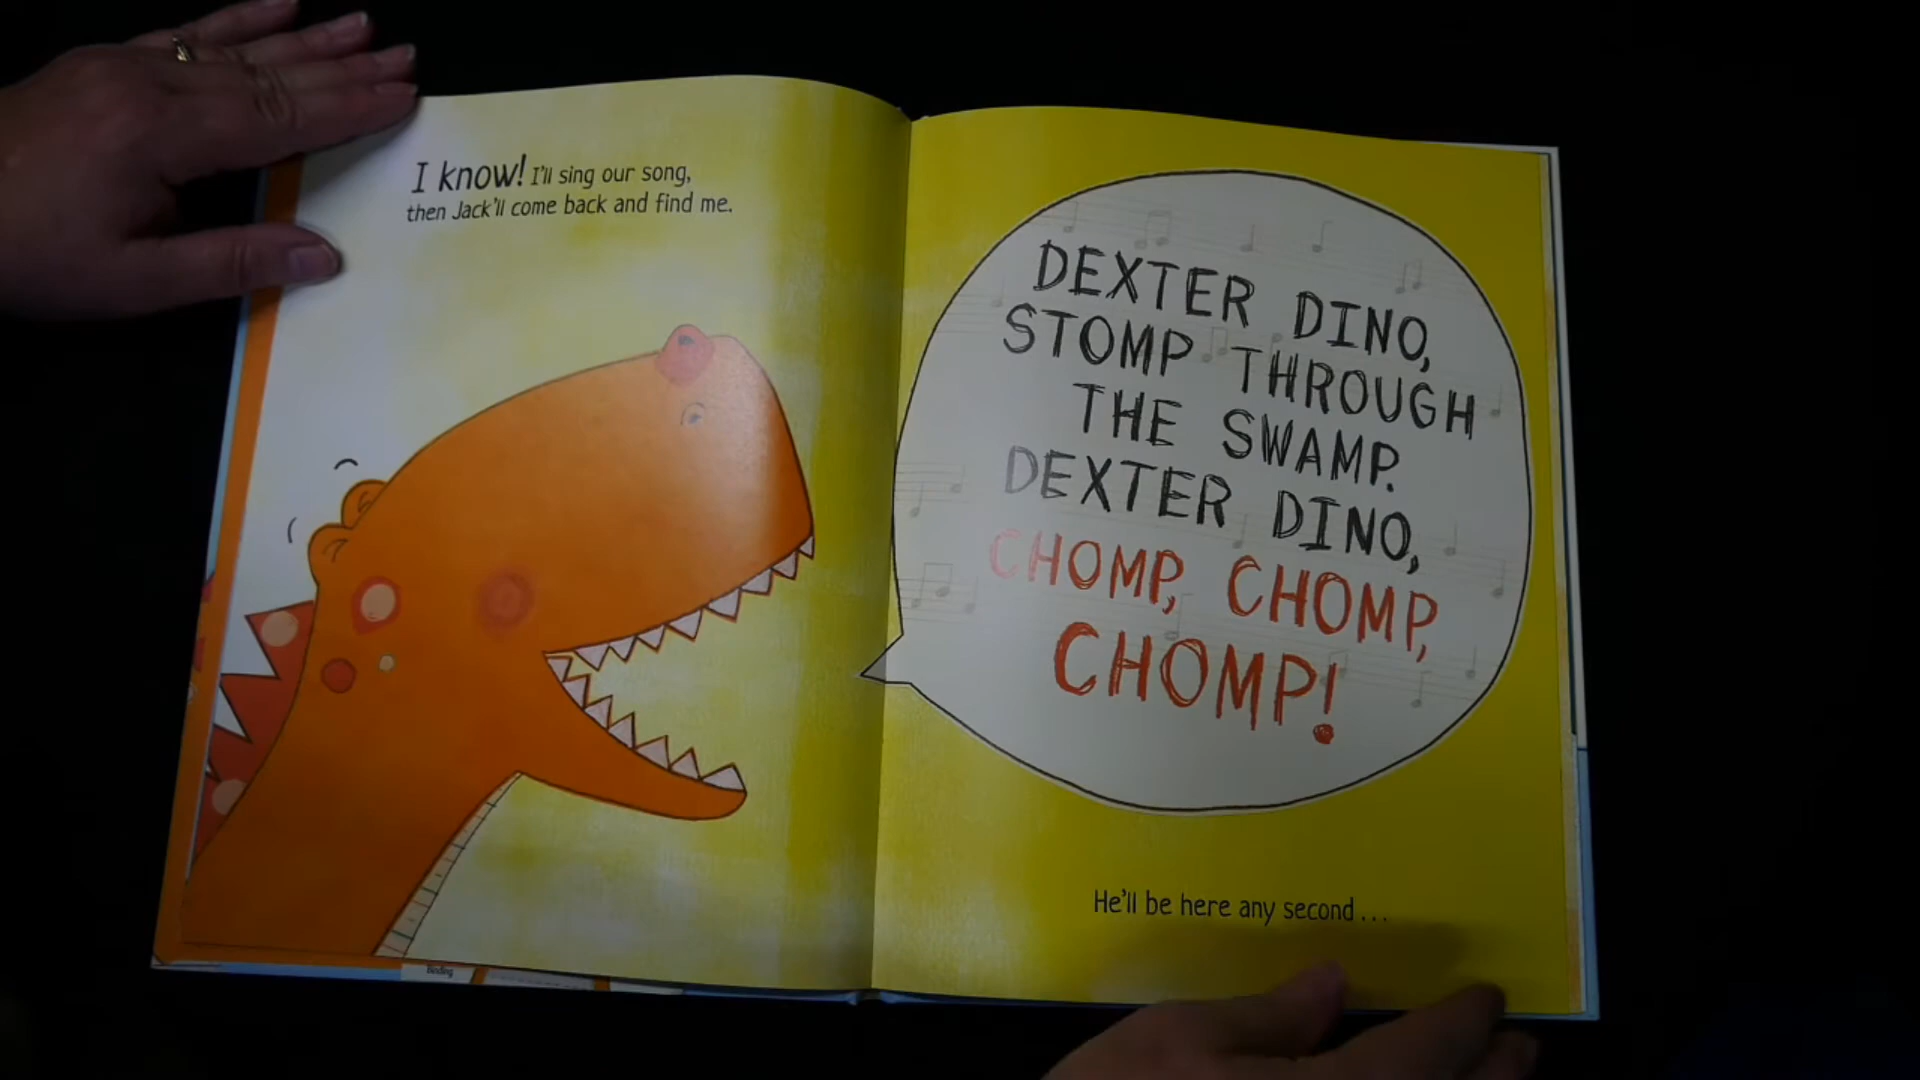 I know! I'll sing our song,
then Jack'll come back and find me.
DEXTER DINO,
STOMP THROUGH
THE SWAMP.
DEXTER DINO,
CHOMP, CHOMP,
CHOMP!
He'll be here any second . . .
Binding